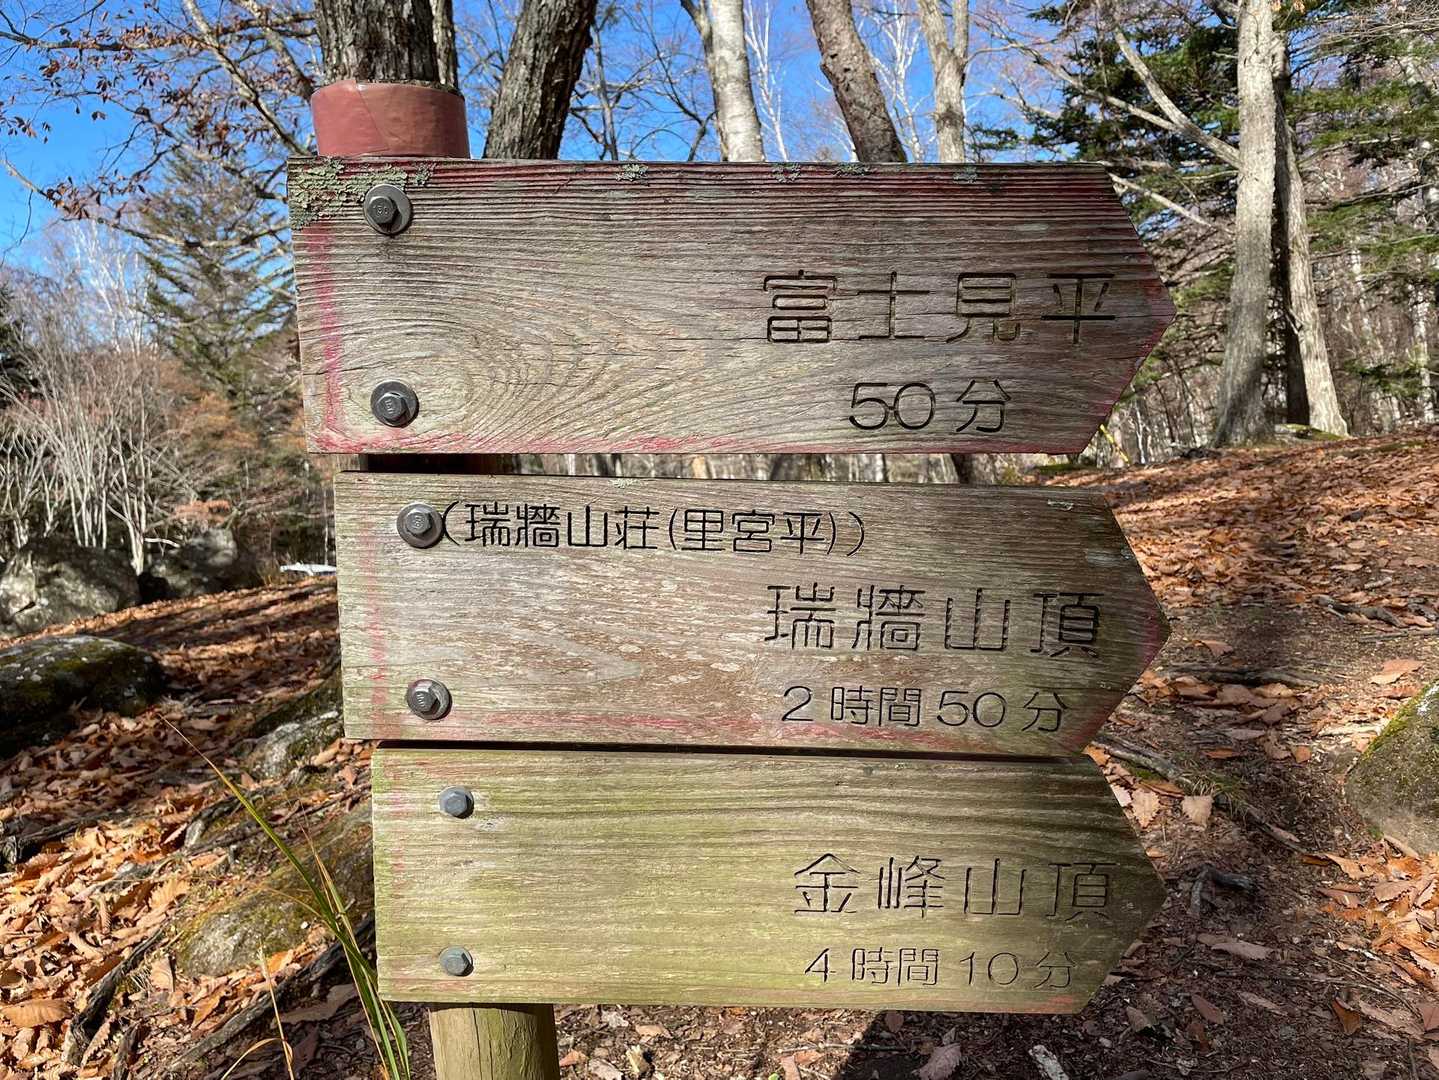 富士見平
50分
(瑞牆山荘(里宮平))
瑞牆山頂
2時間50分
金峰山頂
4時間10分